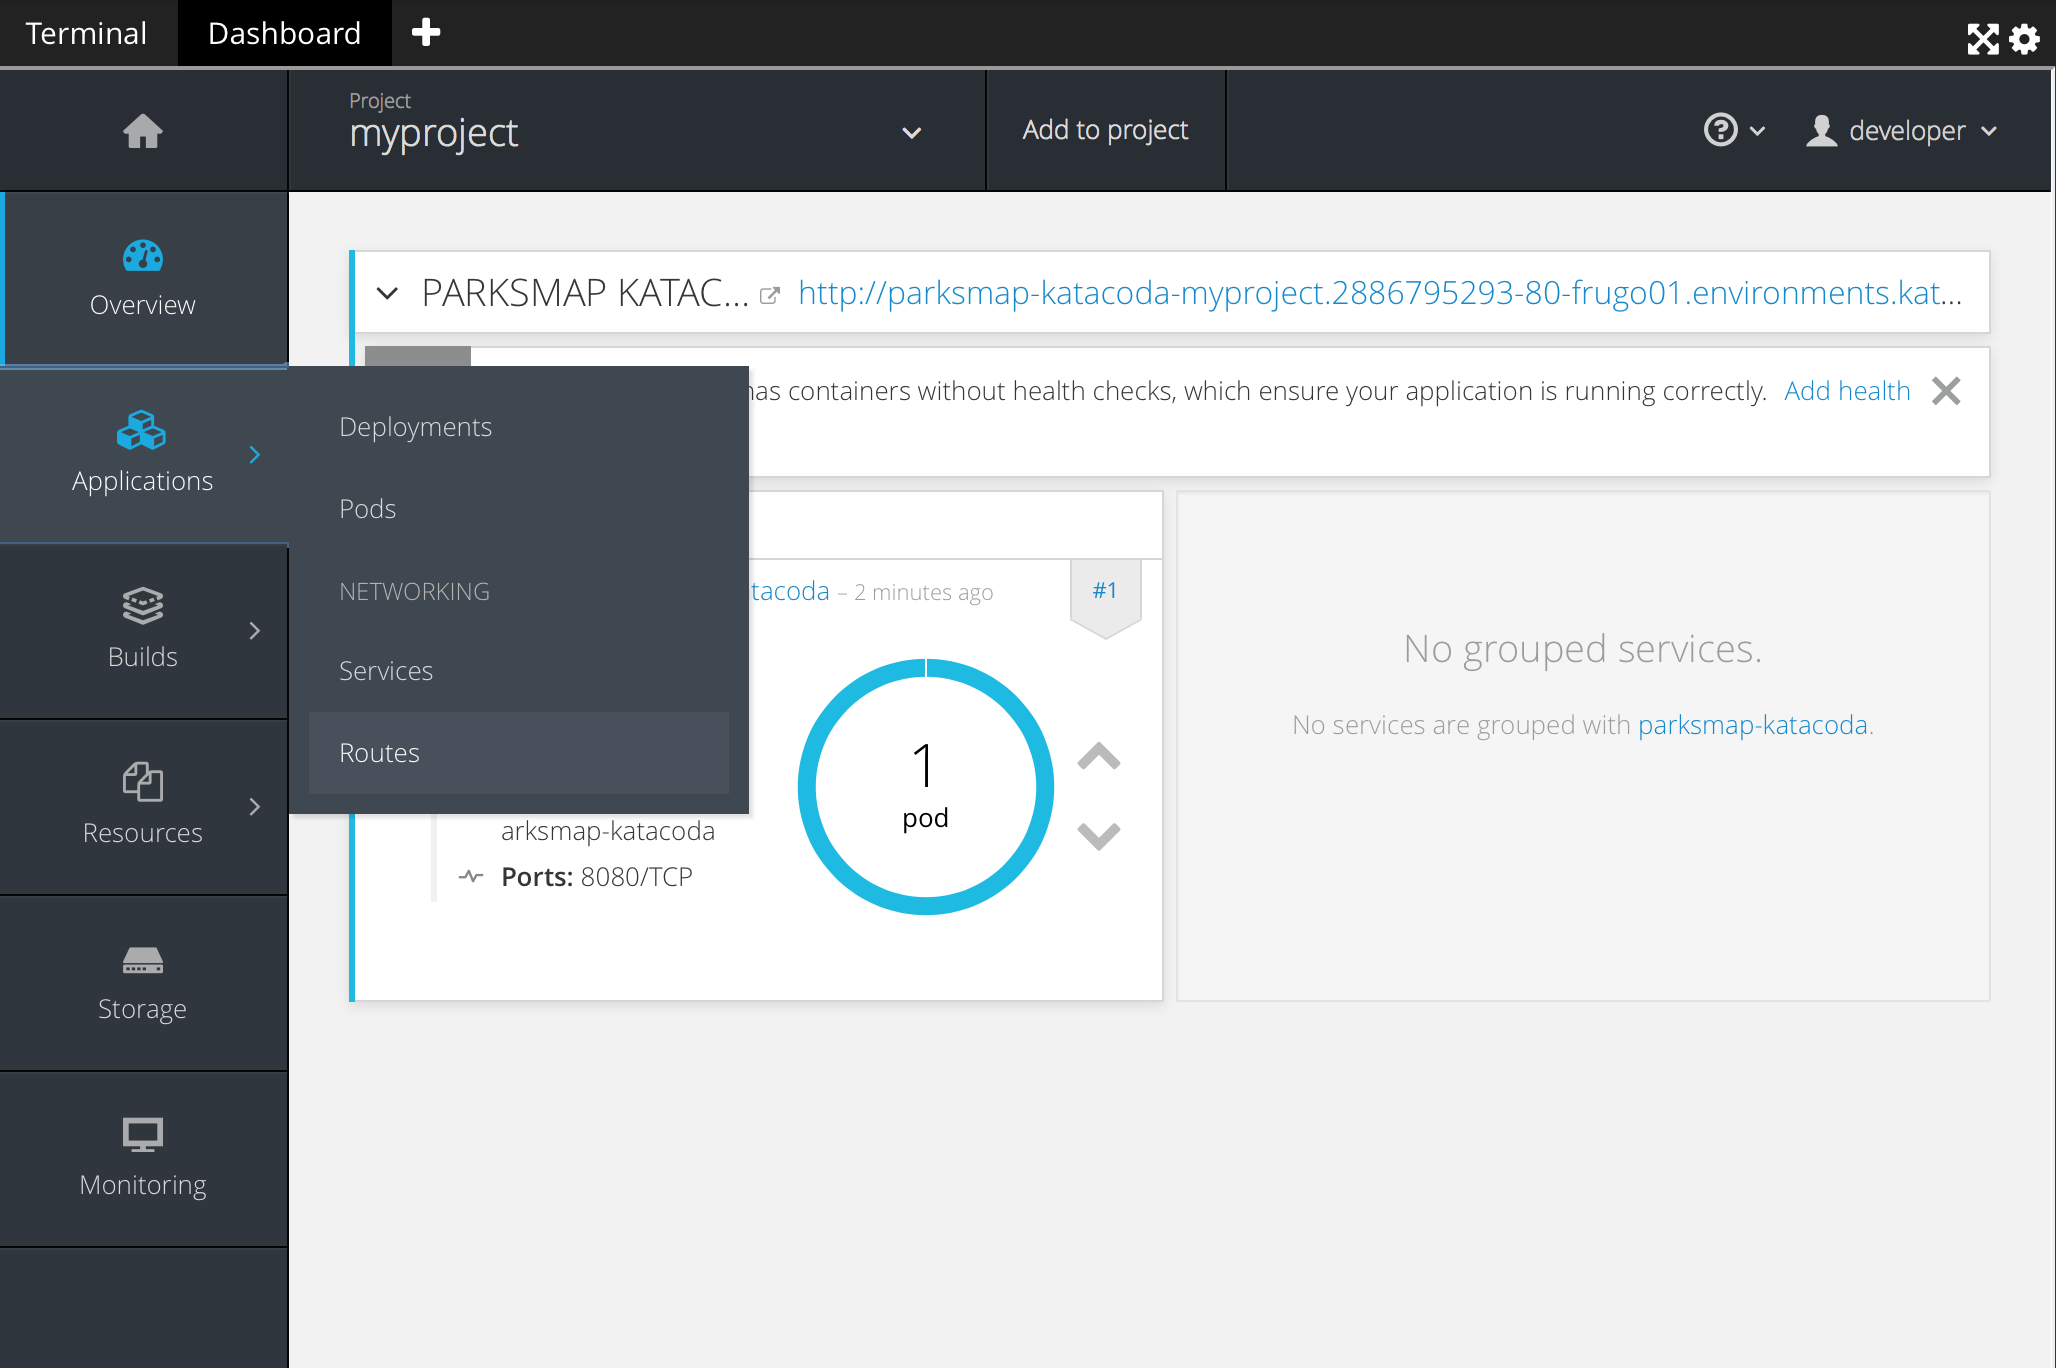 Terminal
Dashboard
Project
myproject
Add to project
developer
Overview
Applications
Builds
Resources
Storage
Monitoring
Deployments
Pods
NETWORKING
Services
Routes
PARKSMAP KATAC...
http://parksmap-katacoda-myproject.2886795293-80-frugo01.environments.kat...
has containers without health checks, which ensure your application is running correctly. Add health
tacoda – 2 minutes ago
#1
1
pod
arksmap-katacoda
Ports: 8080/TCP
No grouped services.
No services are grouped with parksmap-katacoda.